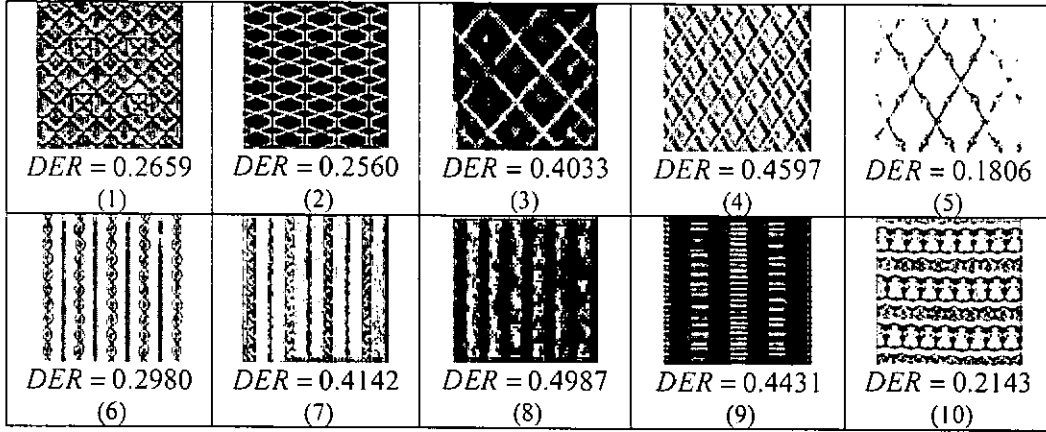 DER = 0.2659
(1)
DER = 0.2560
(2)
DER = 0.4033
(3)
DER = 0.4597
(4)
DER = 0.1806
(5)
DER = 0.2980
(6)
DER = 0.4142
(7)
DER = 0.4987
(8)
DER = 0.4431
(9)
DER = 0.2143
(10)